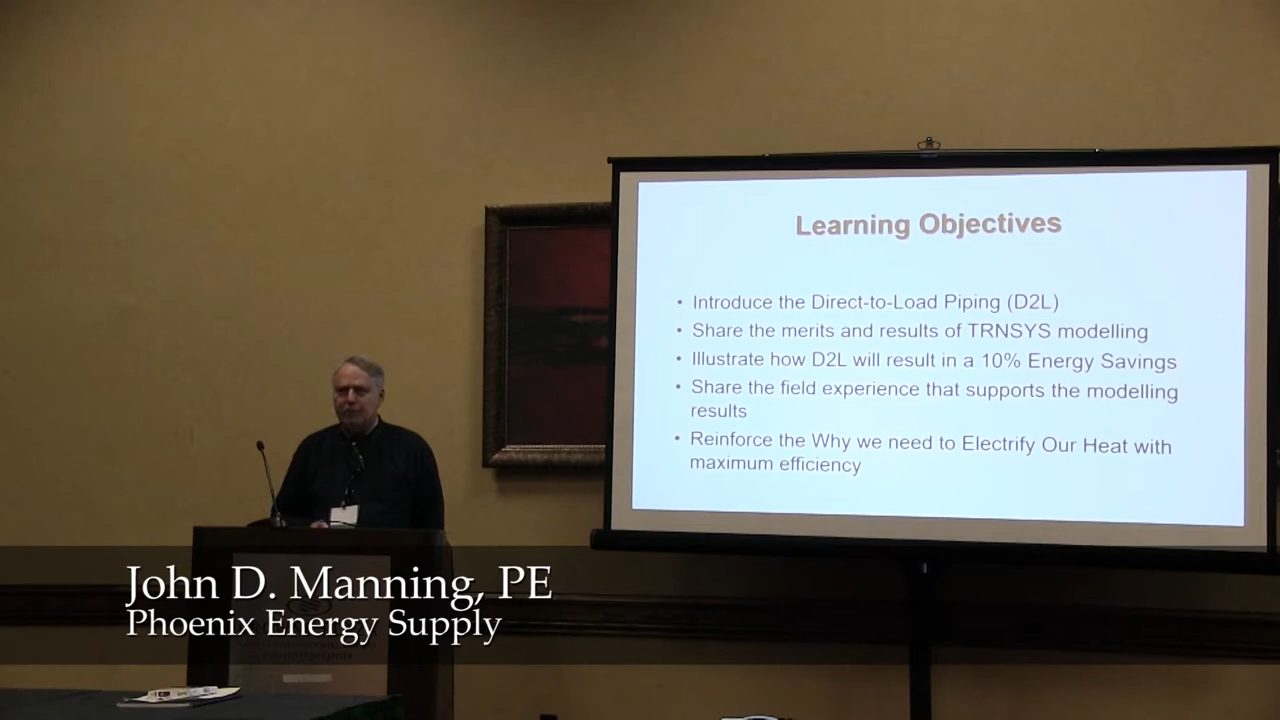 Learning Objectives
• Introduce the Direct-to-Load Piping (D2L)
• Share the merits and results of TRNSYS modelling
• Illustrate how D2L will result in a 10% Energy Savings
• Share the field experience that supports the modelling
results
• Reinforce the Why we need to Electrify Our Heat with
maximum efficiency
John D. Manning, PE
Phoenix Energy Supply